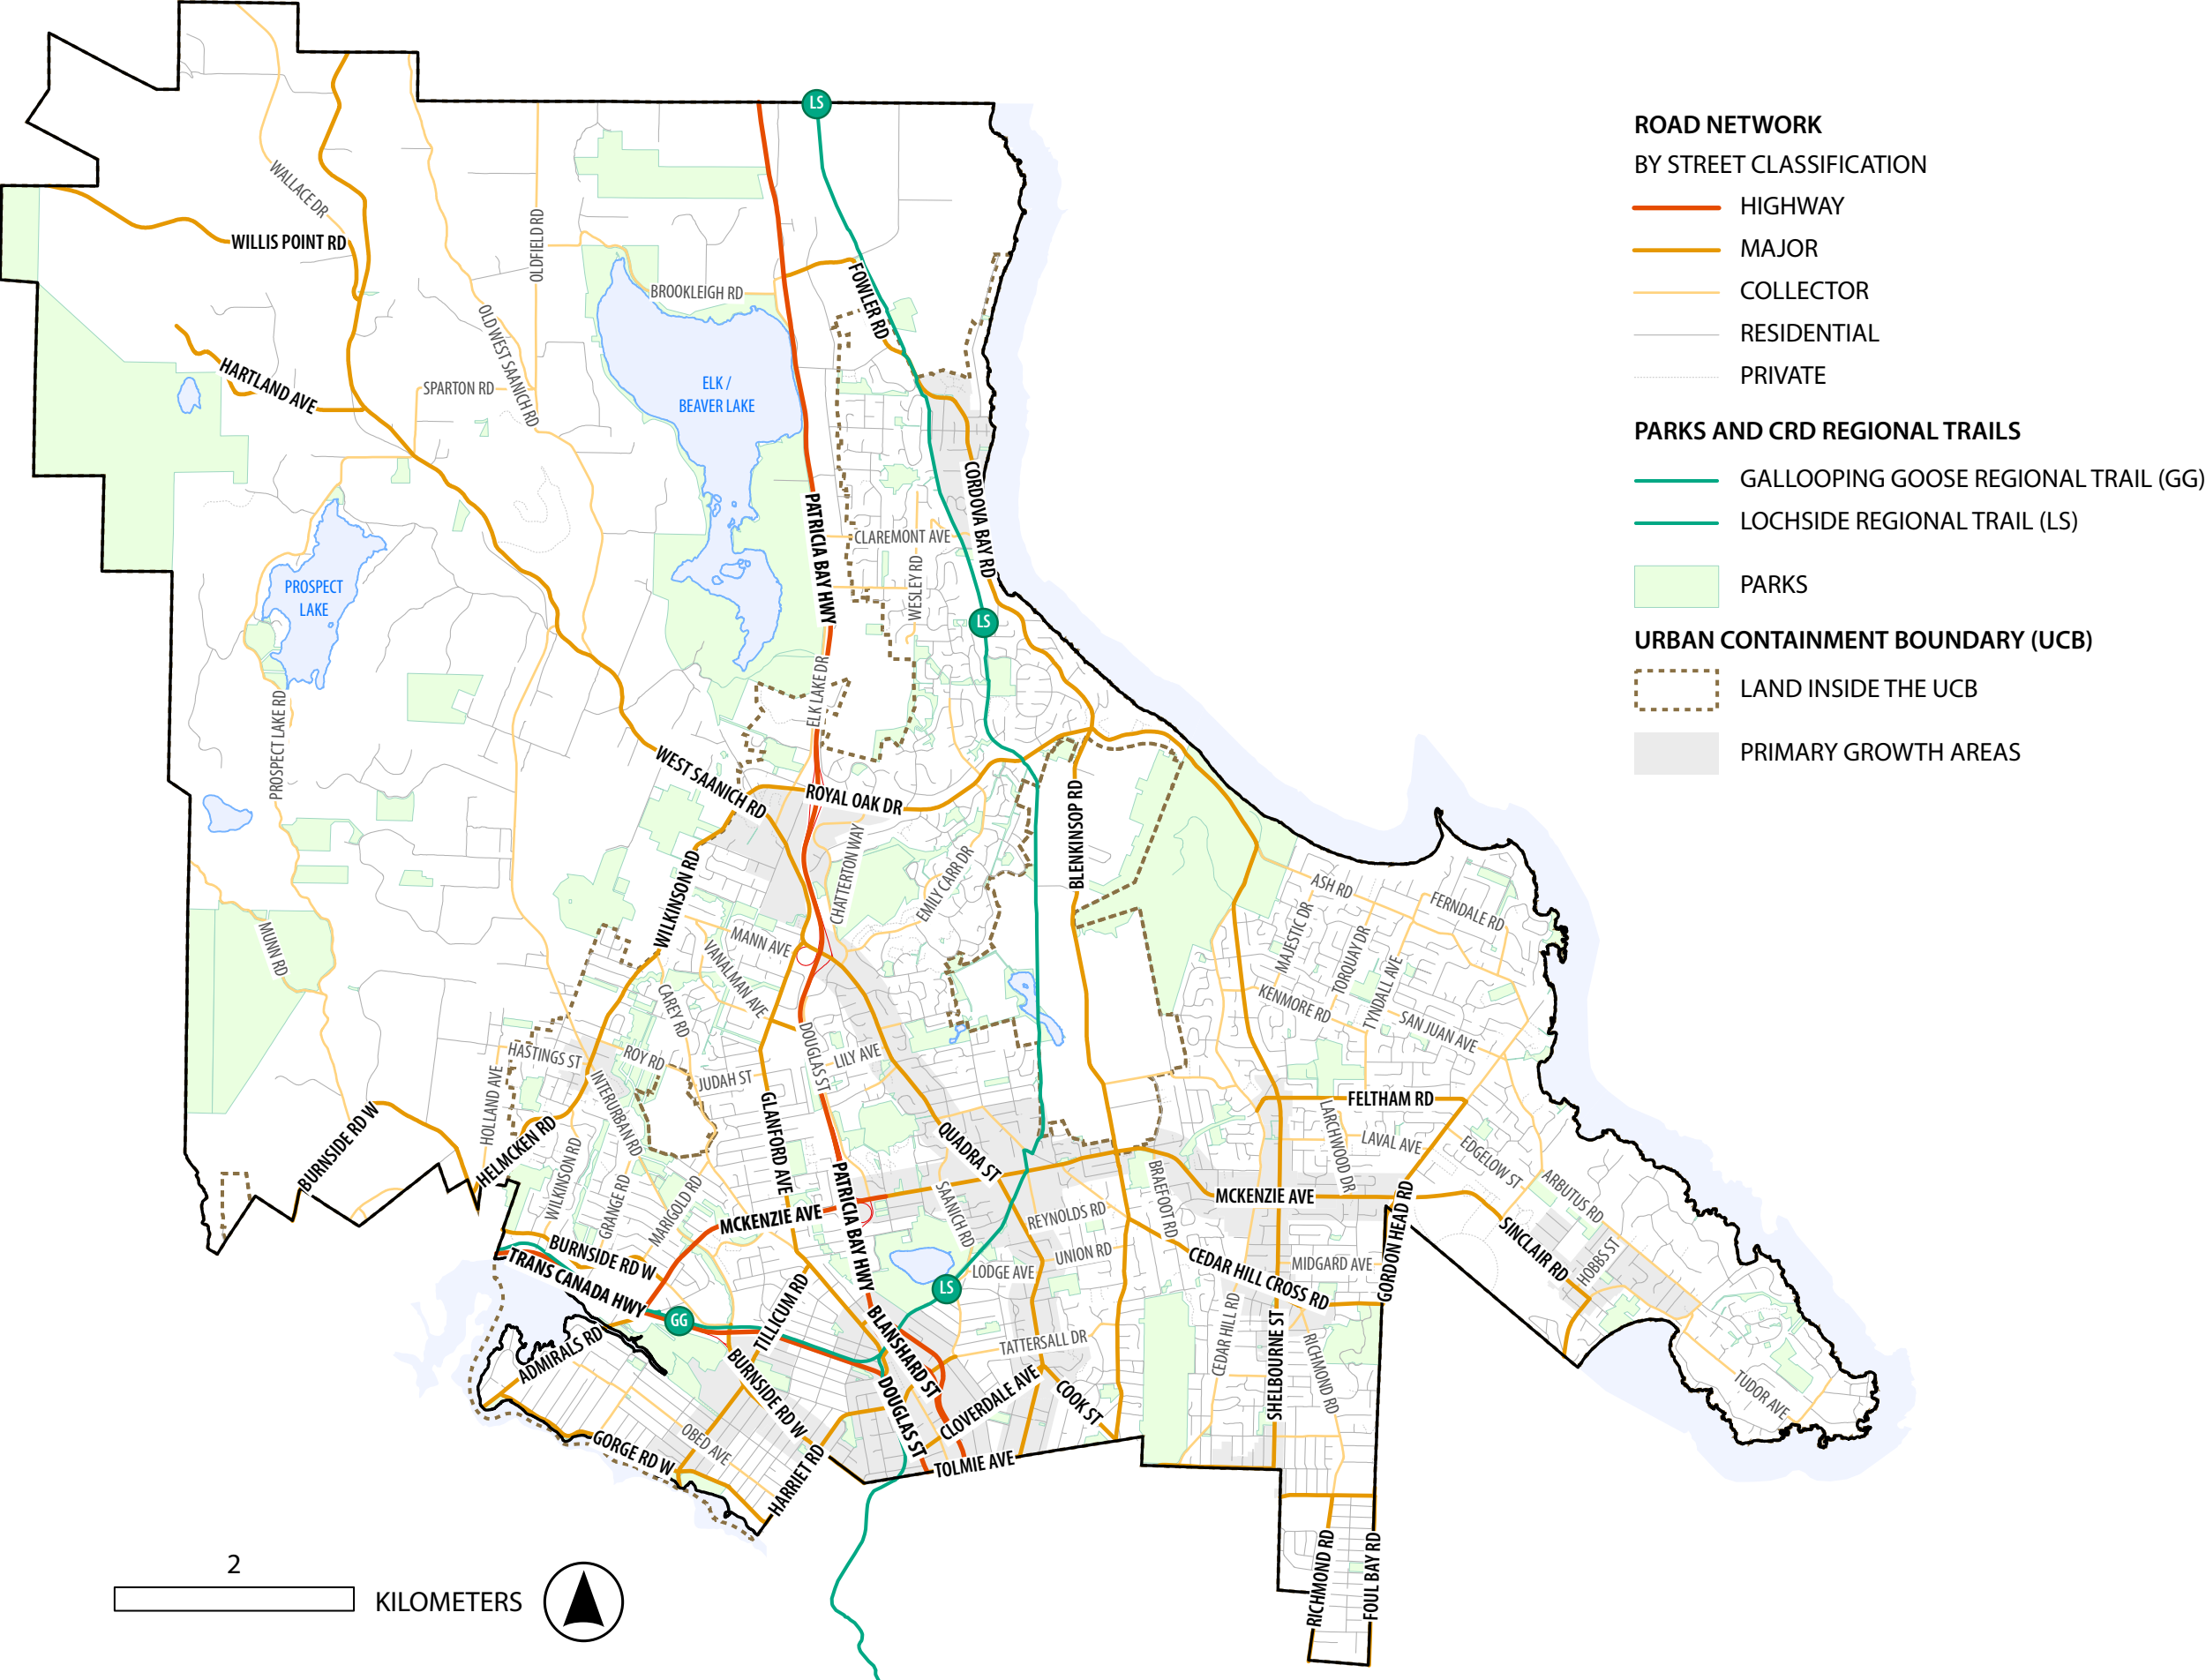 ROAD NETWORK
BY STREET CLASSIFICATION
HIGHWAY
MAJOR
COLLECTOR
RESIDENTIAL
PRIVATE
PARKS AND CRD REGIONAL TRAILS
GALLOOPING GOOSE REGIONAL TRAIL (GG)
LOCHSIDE REGIONAL TRAIL (LS)
PARKS
URBAN CONTAINMENT BOUNDARY (UCB)
LAND INSIDE THE UCB
PRIMARY GROWTH AREAS
LS
WALLACE DR
WILLIS POINT RD
OLDFIELD RD
BROOKLEIGH RD
FOWLER RD
OLD WEST SAANICH RD
HARTLAND AVE
SPARTON RD
ELK /
BEAVER LAKE
CORDOVA BAY RD
PATRICIA BAY HWY
CLAREMONT AVE
WESLEY RD
PROSPECT
LAKE
LS
ELK LAKE DR
PROSPECT LAKE RD
WEST SAANICH RD
ROYAL OAK DR
BLENKINSOP RD
CHATTERTON WAY
EMILY CARR DR
WILKINSON RD
ASH RD
FERNDALE RD
MAJESTIC DR
TORQUAY DR
TYNDALL AVE
MUNN RD
MANN AVE
VANALMAN AVE
CAREY RD
KENMORE RD
SAN JUAN AVE
HASTINGS ST
ROY RD
DOUGLAS ST
LILY AVE
JUDAH ST
HOLLAND AVE
INTERURBAN RD
GLANFORD AVE
QUADRA ST
FELTHAM RD
LARCHWOOD DR
LAVAL AVE
EDGELOW ST
ARBUTUS RD
BURNSIDE RD W
HELMCKEN RD
WILKINSON RD
GRANGE RD
MARIGOLD RD
MCKENZIE AVE
PATRICIA BAY HWY
SAANICH RD
BRAEFOOT RD
MCKENZIE AVE
REYNOLDS RD
UNION RD
LODGE AVE
CEDAR HILL CROSS RD
MIDGARD AVE
GORDON HEAD RD
SINCLAIR RD
HOBBS ST
BURNSIDE RD W
TRANS CANADA HWY
TILLICUM RD
LS
GG
BLANSHARD ST
ADMIRALS RD
BURNSIDE RD W
DOUGLAS ST
TATTERSALL DR
CLOVERDALE AVE
COOK ST
CEDAR HILL RD
SHELBOURNE ST
RICHMOND RD
TUDOR AVE
OBED AVE
GORGE RD W
HARRIET RD
TOLMIE AVE
RICHMOND RD
FOUL BAY RD
2
KILOMETERS